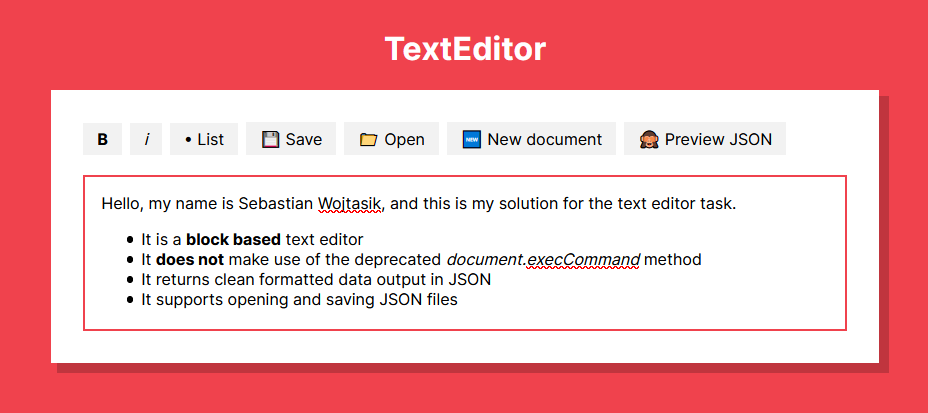 TextEditor
B i • List 💾 Save 📂 Open 🆕 New document 🙈 Preview JSON
Hello, my name is Sebastian Wojtasik, and this is my solution for the text editor task.
• It is a block based text editor
• It does not make use of the deprecated document.execCommand method
• It returns clean formatted data output in JSON
• It supports opening and saving JSON files